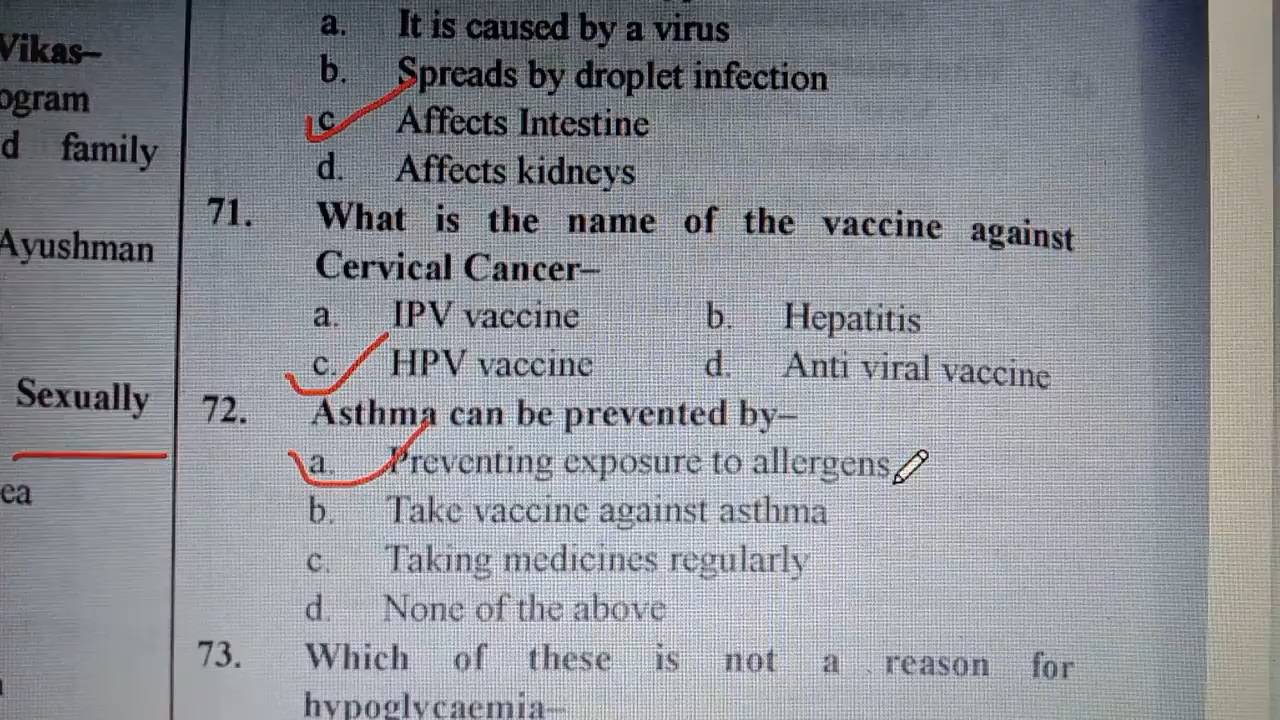 Vikas–
ogram
d family
Ayushman
Sexually
ea
a. It is caused by a virus
b. Spreads by droplet infection
c Affects Intestine
d. Affects kidneys
71. What is the name of the vaccine against
Cervical Cancer–
a. IPV vaccine b. Hepatitis
c. HPV vaccine d. Anti viral vaccine
72. Asthma can be prevented by–
a. Preventing exposure to allergens
b. Take vaccine against asthma
c. Taking medicines regularly
d. None of the above
73. Which of these is not a reason for
hypoglycaemia–